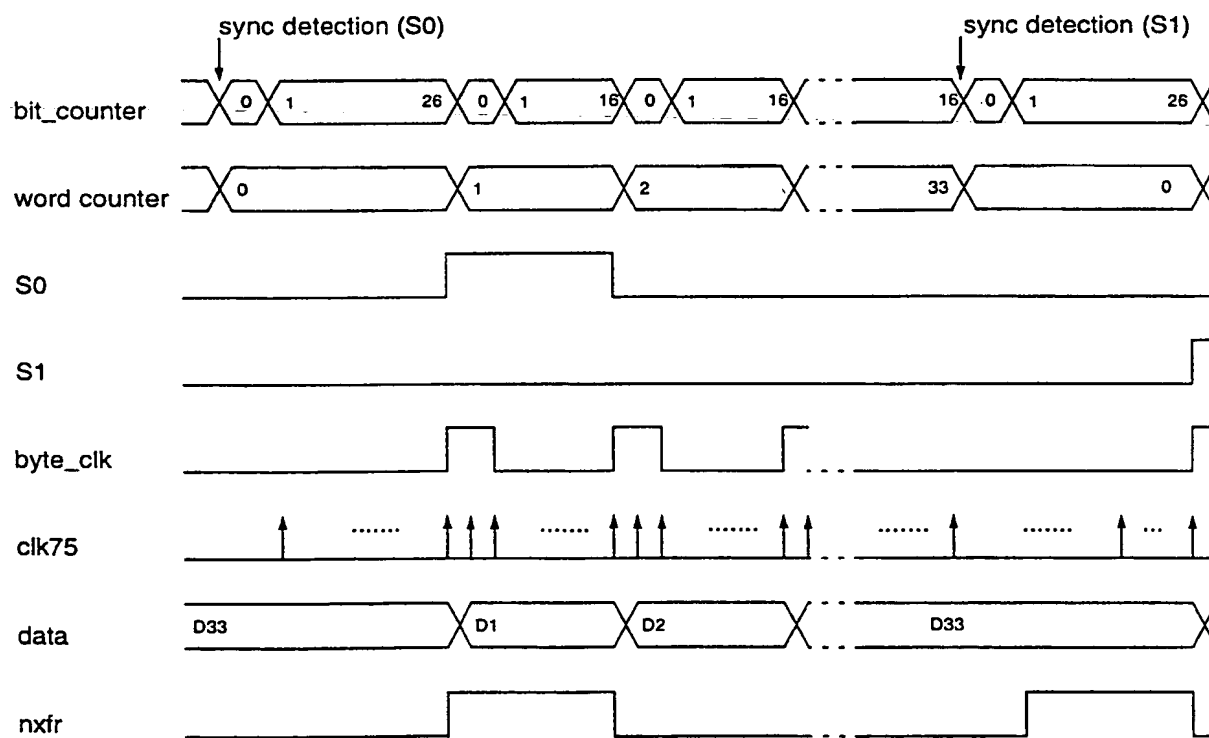 sync detection (S0) sync detection (S1)
bit_counter 0 1 26 0 1 16 0 1 16 16 0 1 26
word counter 0 1 2 33 0
S0
S1
byte_clk
clk75 ....... ....... ....... ....... ....... ...
data D33 D1 D2 D33
nxfr